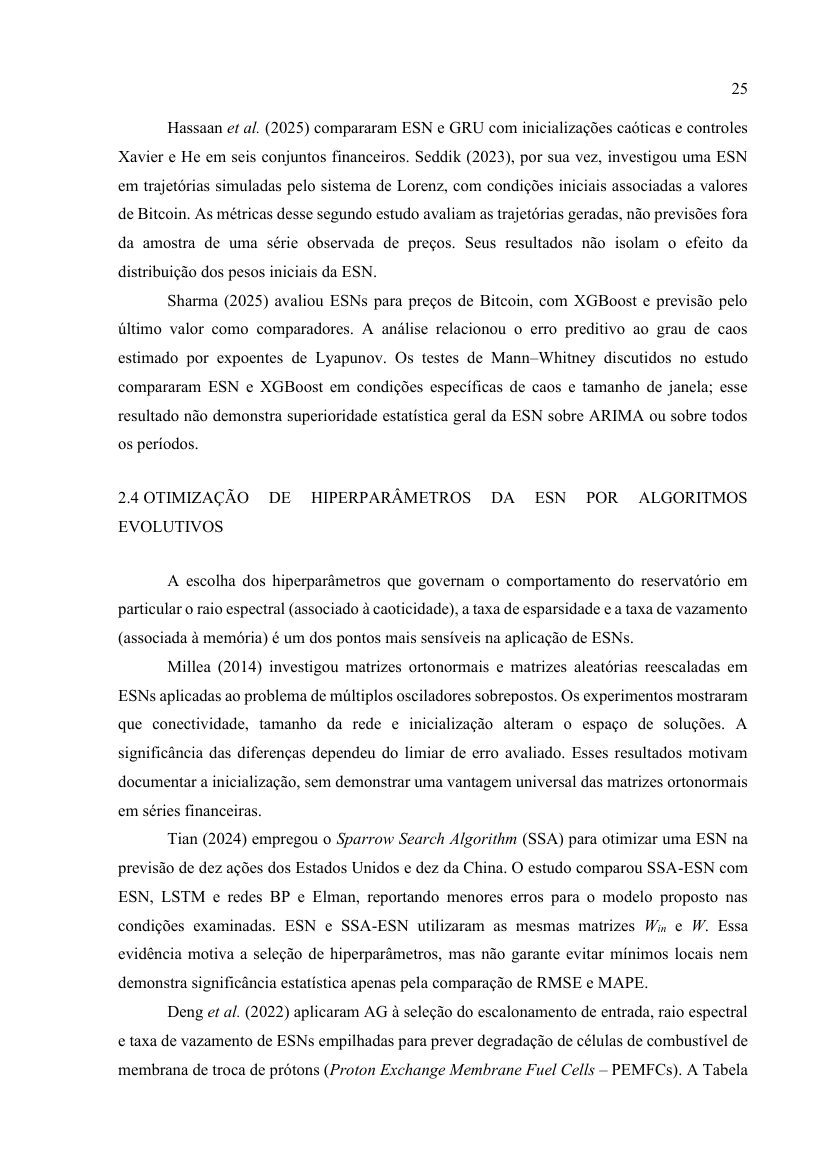 25
Hassaan et al. (2025) compararam ESN e GRU com inicializações caóticas e controles
Xavier e He em seis conjuntos financeiros. Seddik (2023), por sua vez, investigou uma ESN
em trajetórias simuladas pelo sistema de Lorenz, com condições iniciais associadas a valores
de Bitcoin. As métricas desse segundo estudo avaliam as trajetórias geradas, não previsões fora
da amostra de uma série observada de preços. Seus resultados não isolam o efeito da
distribuição dos pesos iniciais da ESN.
Sharma (2025) avaliou ESNs para preços de Bitcoin, com XGBoost e previsão pelo
último valor como comparadores. A análise relacionou o erro preditivo ao grau de caos
estimado por expoentes de Lyapunov. Os testes de Mann–Whitney discutidos no estudo
compararam ESN e XGBoost em condições específicas de caos e tamanho de janela; esse
resultado não demonstra superioridade estatística geral da ESN sobre ARIMA ou sobre todos
os períodos.
2.4 OTIMIZAÇÃO DE HIPERPARÂMETROS DA ESN POR ALGORITMOS
EVOLUTIVOS
A escolha dos hiperparâmetros que governam o comportamento do reservatório em
particular o raio espectral (associado à caoticidade), a taxa de esparsidade e a taxa de vazamento
(associada à memória) é um dos pontos mais sensíveis na aplicação de ESNs.
Millea (2014) investigou matrizes ortonormais e matrizes aleatórias reescaladas em
ESNs aplicadas ao problema de múltiplos osciladores sobrepostos. Os experimentos mostraram
que conectividade, tamanho da rede e inicialização alteram o espaço de soluções. A
significância das diferenças dependeu do limiar de erro avaliado. Esses resultados motivam
documentar a inicialização, sem demonstrar uma vantagem universal das matrizes ortonormais
em séries financeiras.
Tian (2024) empregou o Sparrow Search Algorithm (SSA) para otimizar uma ESN na
previsão de dez ações dos Estados Unidos e dez da China. O estudo comparou SSA-ESN com
ESN, LSTM e redes BP e Elman, reportando menores erros para o modelo proposto nas
condições examinadas. ESN e SSA-ESN utilizaram as mesmas matrizes Win e W. Essa
evidência motiva a seleção de hiperparâmetros, mas não garante evitar mínimos locais nem
demonstra significância estatística apenas pela comparação de RMSE e MAPE.
Deng et al. (2022) aplicaram AG à seleção do escalonamento de entrada, raio espectral
e taxa de vazamento de ESNs empilhadas para prever degradação de células de combustível de
membrana de troca de prótons (Proton Exchange Membrane Fuel Cells – PEMFCs). A Tabela